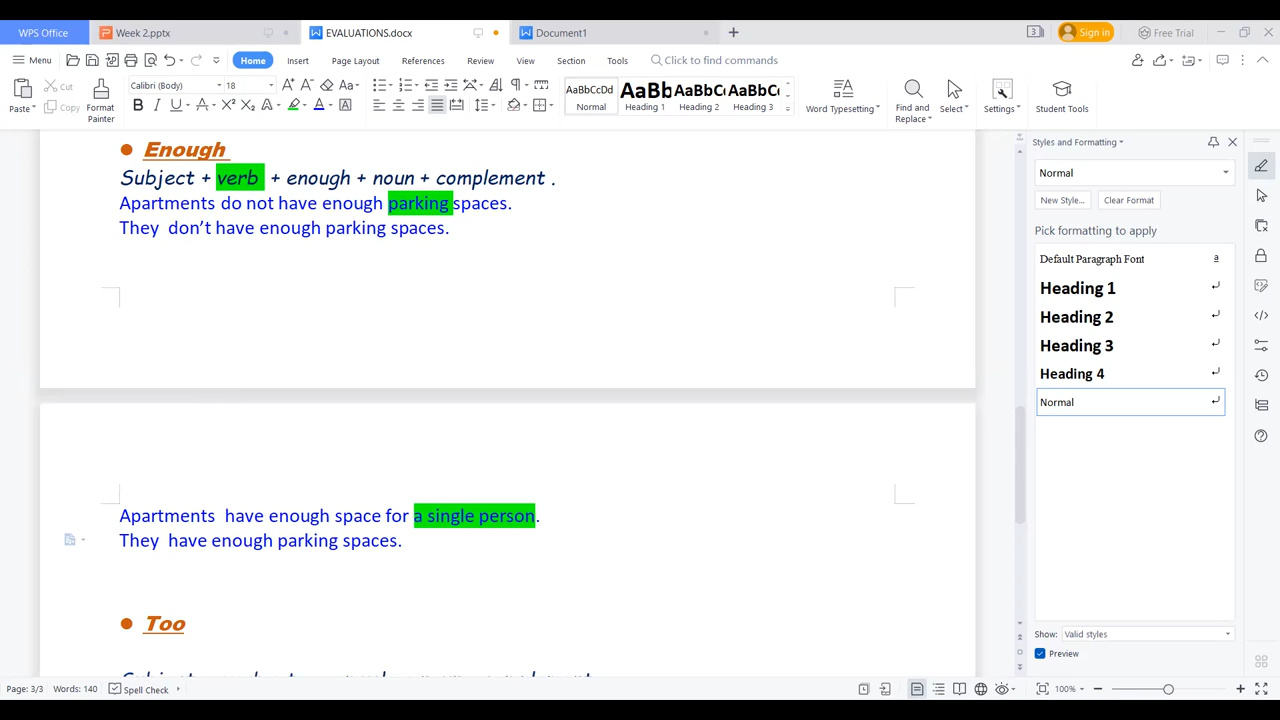 WPS Office
Week 2.pptx
EVALUATIONS.docx
Document1
Sign in
Free Trial
Menu
Home
Insert
Page Layout
References
Review
View
Section
Tools
Click to find commands
Paste
Cut
Copy
Format
Painter
Calibri (Body)
18
AaBbCcDd
Normal
Heading 1
Heading 2
Heading 3
Word Typesetting
Find and
Replace
Select
Settings
Student Tools
Enough
Subject + verb + enough + noun + complement .
Apartments do not have enough parking spaces.
They don’t have enough parking spaces.
Apartments have enough space for a single person.
They have enough parking spaces.
Too
Styles and Formatting
Normal
New Style...
Clear Format
Pick formatting to apply
Default Paragraph Font
Heading 1
Heading 2
Heading 3
Heading 4
Normal
Show: Valid styles
Preview
Page: 3/3
Words: 140
Spell Check
100%